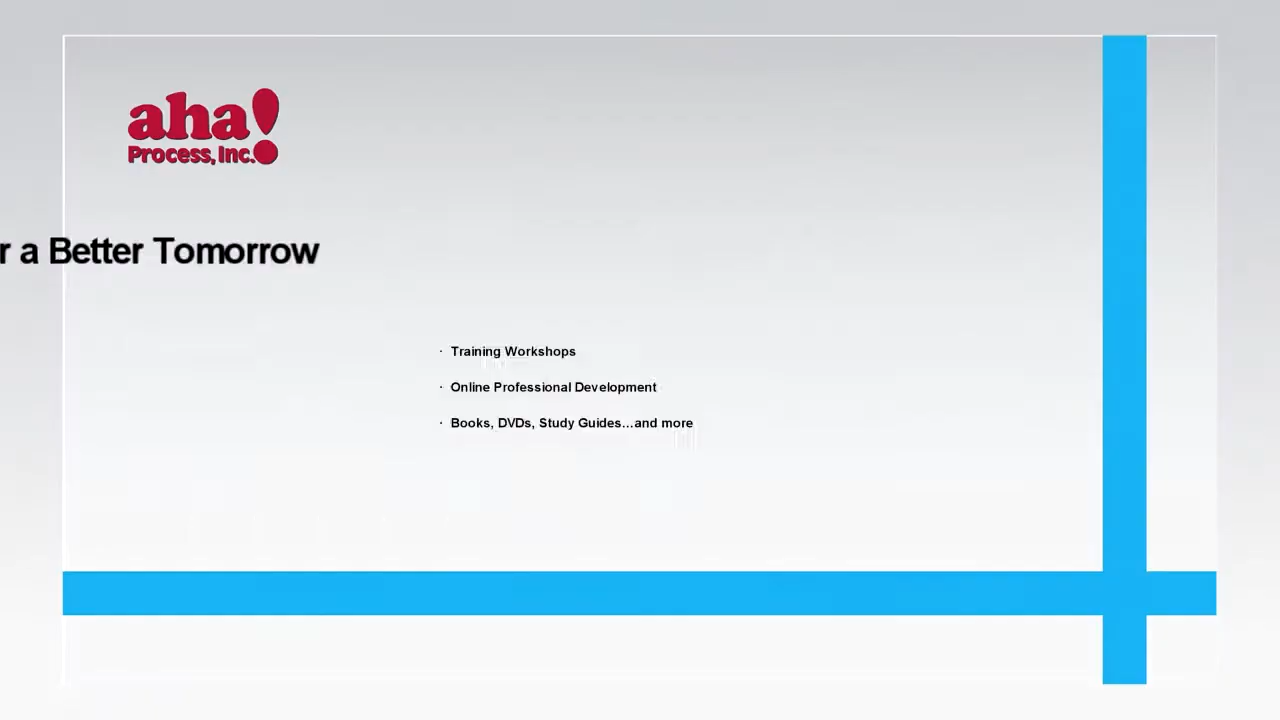 aha!
Process, Inc.
r a Better Tomorrow
· Training Workshops
· Online Professional Development
· Books, DVDs, Study Guides...and more